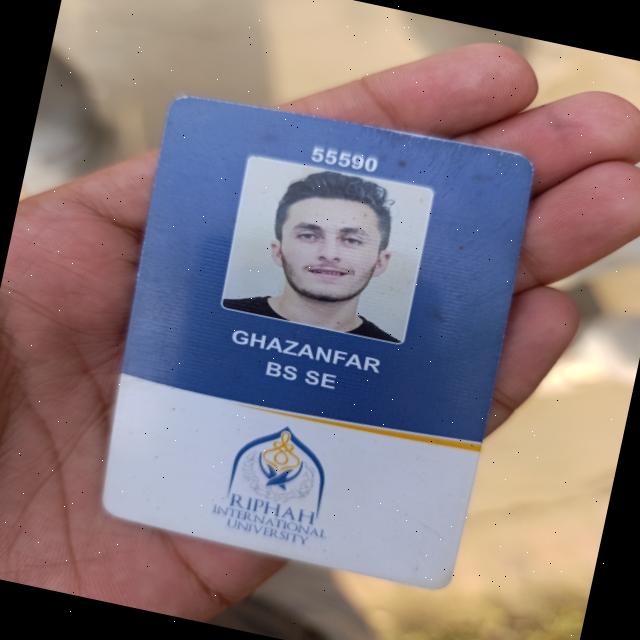 55590
GHAZANFAR
BS SE
RIPHAH
INTERNATIONAL
UNIVERSITY